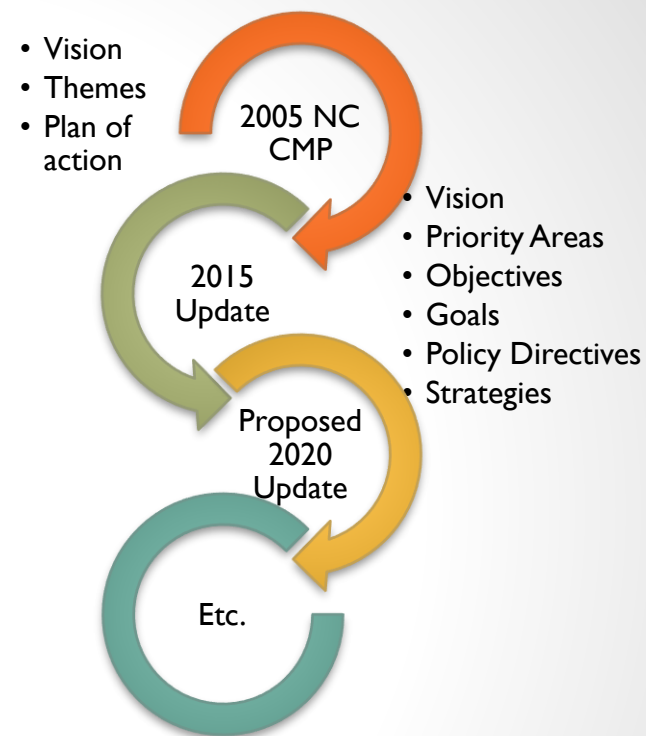 • Vision
• Themes
• Plan of
action
2005 NC
CMP
• Vision
• Priority Areas
• Objectives
• Goals
• Policy Directives
• Strategies
2015
Update
Proposed
2020
Update
Etc.